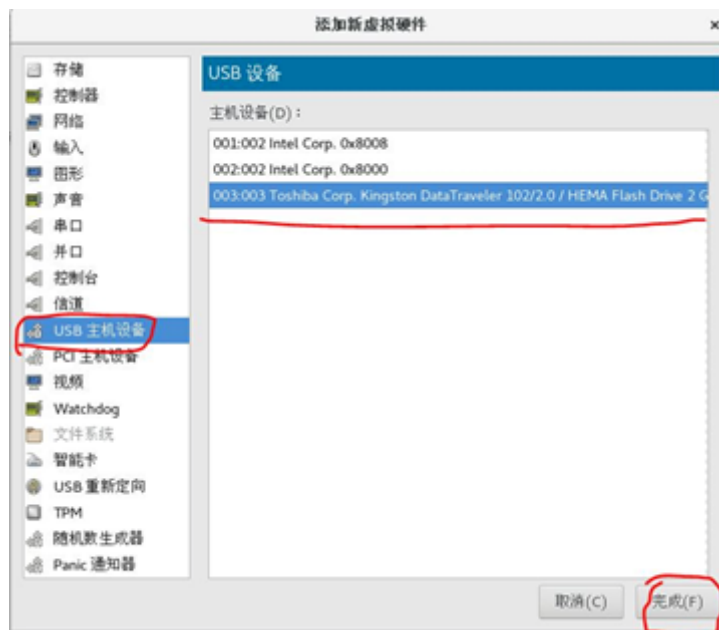 添加新虚拟硬件
×
存储
控制器
网络
输入
图形
声音
串口
并口
控制台
信道
USB 主机设备
PCI 主机设备
视频
Watchdog
文件系统
智能卡
USB 重新定向
TPM
随机数生成器
Panic 通知器
USB 设备
主机设备(D)：
001:002 Intel Corp. 0x8008
002:002 Intel Corp. 0x8000
003:003 Toshiba Corp. Kingston DataTraveler 102/2.0 / HEMA Flash Drive 2 G
取消(C)
完成(F)